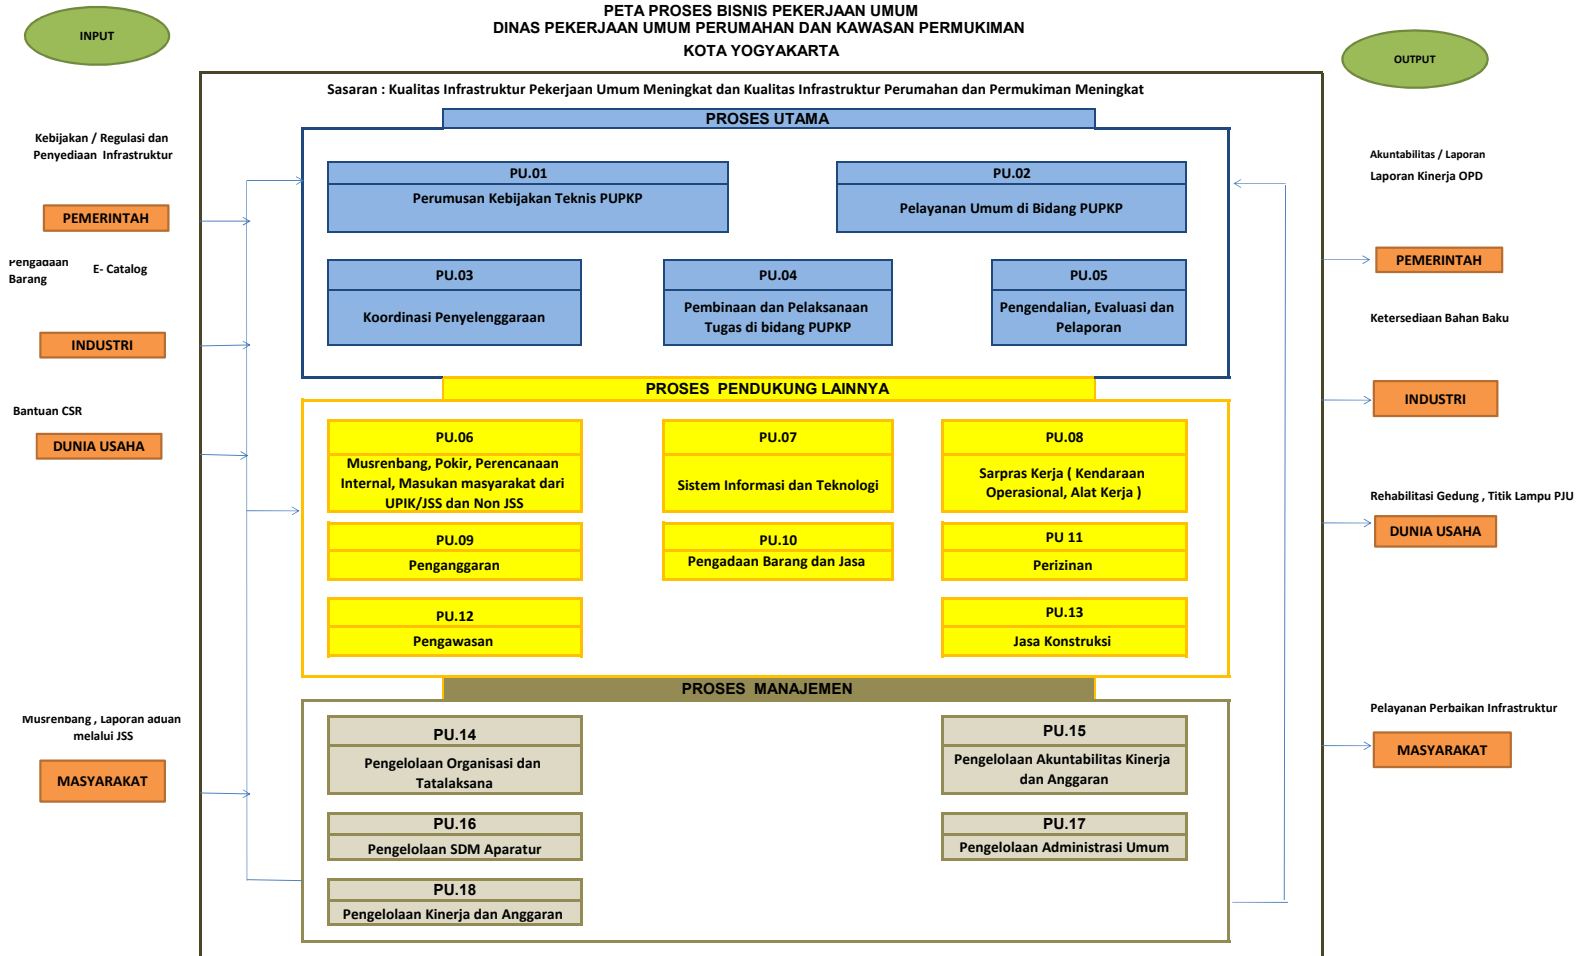 PETA PROSES BISNIS PEKERJAAN UMUM
DINAS PEKERJAAN UMUM PERUMAHAN DAN KAWASAN PERMUKIMAN
KOTA YOGYAKARTA
INPUT
OUTPUT
Sasaran : Kualitas Infrastruktur Pekerjaan Umum Meningkat dan Kualitas Infrastruktur Perumahan dan Permukiman Meningkat
Kebijakan / Regulasi dan
Penyediaan Infrastruktur
PEMERINTAH
Pengadaan
Barang
E- Catalog
INDUSTRI
Bantuan CSR
DUNIA USAHA
Musrenbang , Laporan aduan
melalui JSS
MASYARAKAT
PROSES UTAMA
PU.01
Perumusan Kebijakan Teknis PUPKP
PU.02
Pelayanan Umum di Bidang PUPKP
PU.03
Koordinasi Penyelenggaraan
PU.04
Pembinaan dan Pelaksanaan
Tugas di bidang PUPKP
PU.05
Pengendalian, Evaluasi dan
Pelaporan
PROSES PENDUKUNG LAINNYA
PU.06
Musrenbang, Pokir, Perencanaan
Internal, Masukan masyarakat dari
UPIK/JSS dan Non JSS
PU.07
Sistem Informasi dan Teknologi
PU.08
Sarpras Kerja ( Kendaraan
Operasional, Alat Kerja )
PU.09
Penganggaran
PU.10
Pengadaan Barang dan Jasa
PU 11
Perizinan
PU.12
Pengawasan
PU.13
Jasa Konstruksi
PROSES MANAJEMEN
PU.14
Pengelolaan Organisasi dan
Tatalaksana
PU.15
Pengelolaan Akuntabilitas Kinerja
dan Anggaran
PU.16
Pengelolaan SDM Aparatur
PU.17
Pengelolaan Administrasi Umum
PU.18
Pengelolaan Kinerja dan Anggaran
Akuntabilitas / Laporan
Laporan Kinerja OPD
PEMERINTAH
Ketersediaan Bahan Baku
INDUSTRI
Rehabilitasi Gedung , Titik Lampu PJU
DUNIA USAHA
Pelayanan Perbaikan Infrastruktur
MASYARAKAT